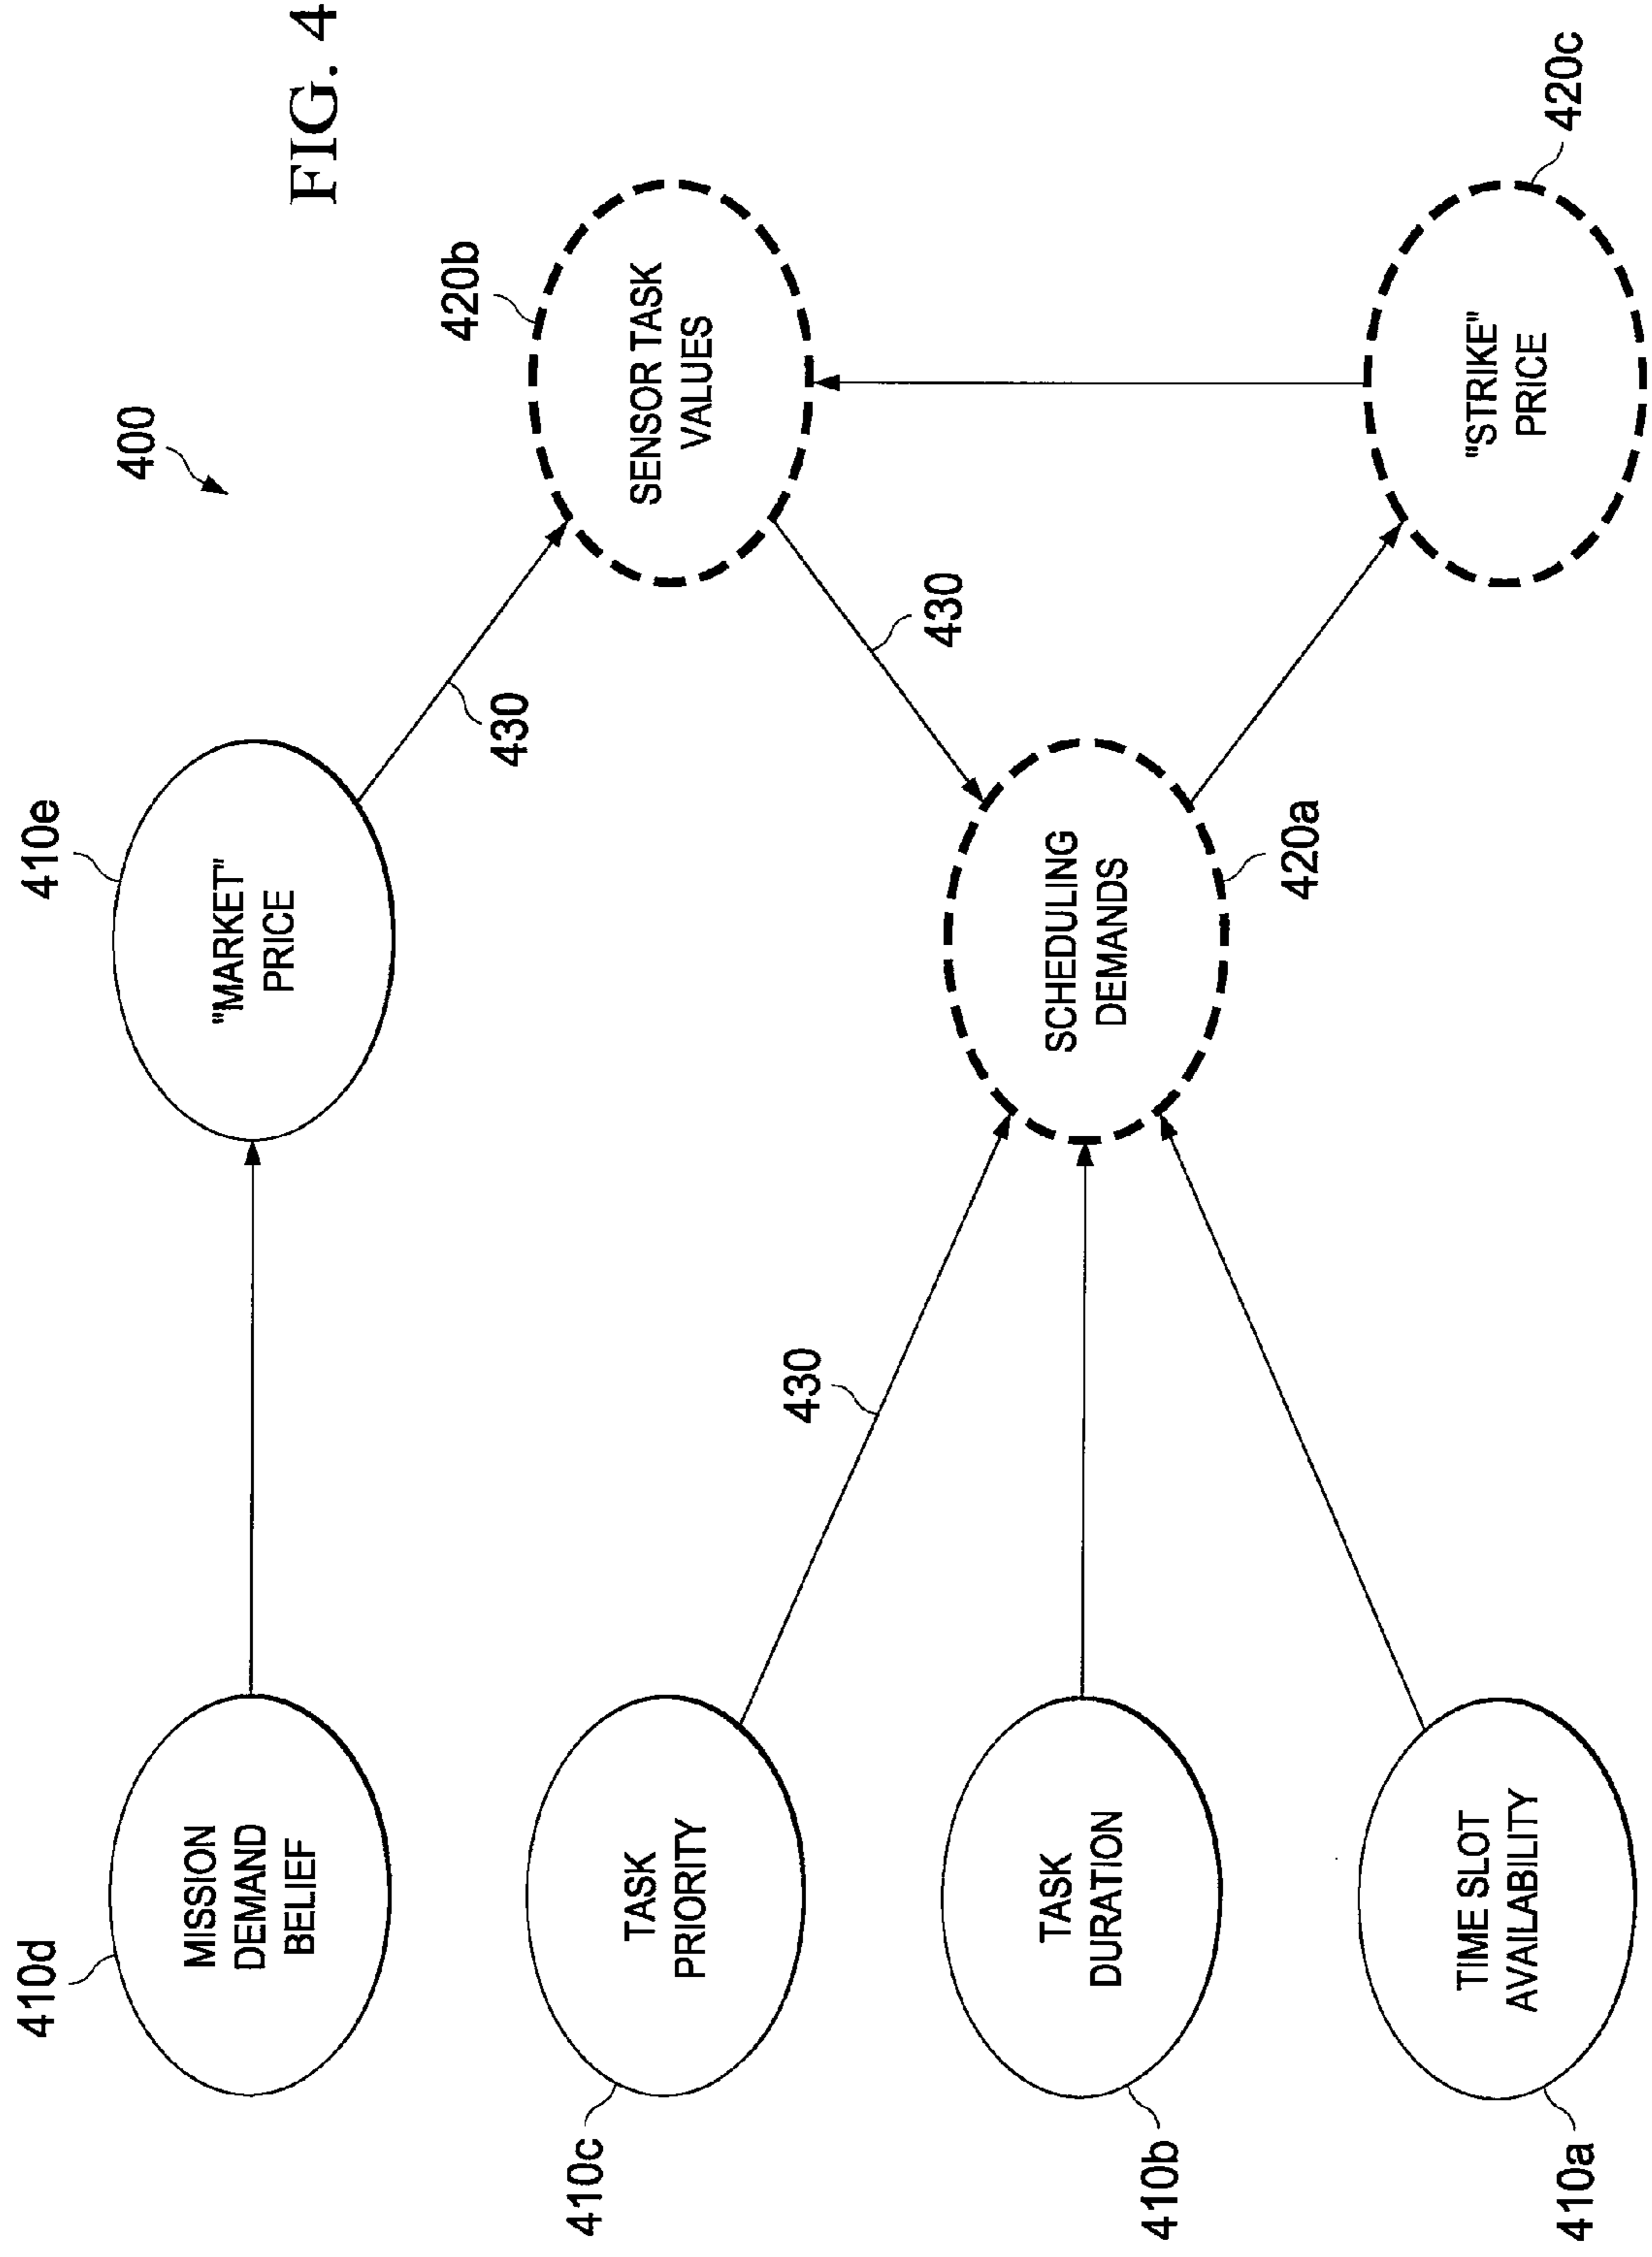 400
410d
MISSION
DEMAND
BELIEF
410e
"MARKET"
PRICE
430
420b
SENSOR TASK
VALUES
410c
TASK
PRIORITY
430
430
410b
TASK
DURATION
SCHEDULING
DEMANDS
420a
410a
TIME SLOT
AVAILABILITY
"STRIKE"
PRICE
420c
FIG. 4